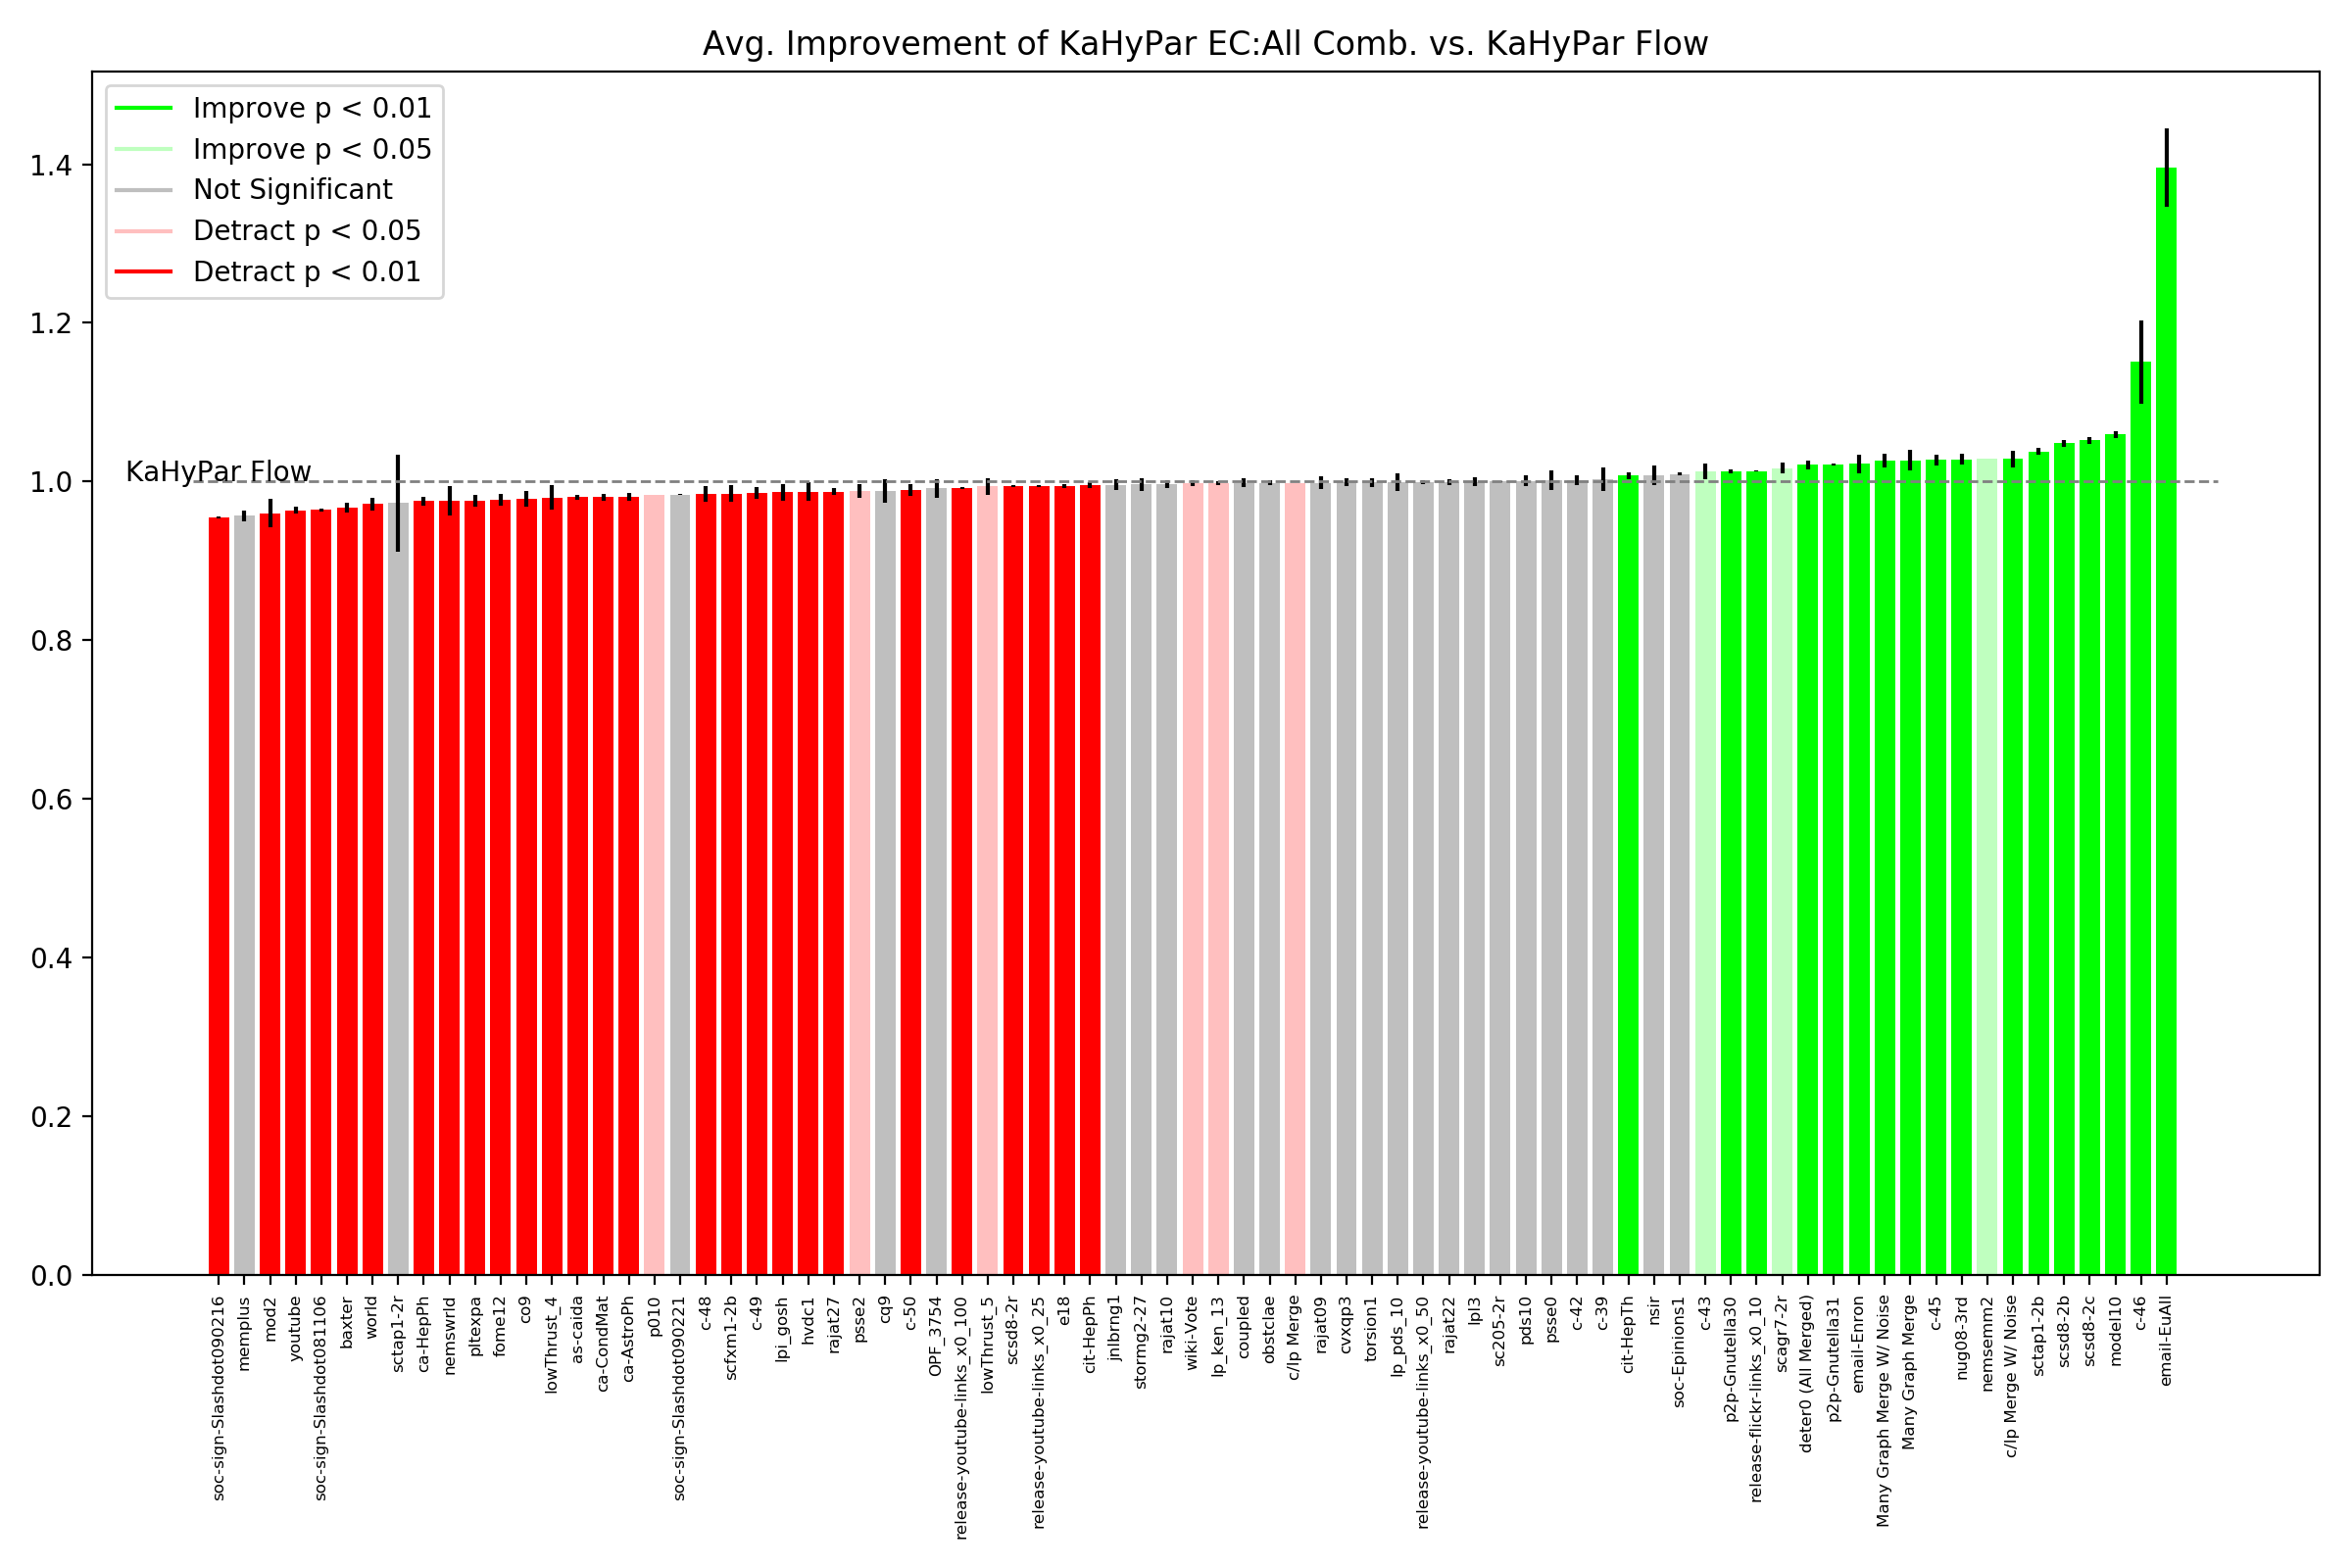 Avg. Improvement of KaHyPar EC:All Comb. vs. KaHyPar Flow
Improve p < 0.01
Improve p < 0.05
Not Significant
Detract p < 0.05
Detract p < 0.01
1.4
1.2
1.0
0.8
0.6
0.4
0.2
0.0
KaHyPar Flow
soc-sign-Slashdot090216
memplus
mod2
youtube
soc-sign-Slashdot081106
baxter
world
sctap1-2r
ca-HepPh
nemswrld
pltexpa
fome12
co9
lowThrust_4
as-caida
ca-CondMat
ca-AstroPh
p010
soc-sign-Slashdot090221
c-48
scfxm1-2b
c-49
lpi_gosh
hvdc1
rajat27
psse2
cq9
c-50
OPF_3754
release-youtube-links_x0_100
lowThrust_5
scsd8-2r
release-youtube-links_x0_25
e18
cit-HepPh
jnlbrng1
stormg2-27
rajat10
wiki-Vote
lp_ken_13
coupled
obstclae
c/lp Merge
rajat09
cvxqp3
torsion1
lp_pds_10
release-youtube-links_x0_50
rajat22
lpl3
sc205-2r
pds10
psse0
c-42
c-39
cit-HepTh
nsir
soc-Epinions1
c-43
p2p-Gnutella30
release-flickr-links_x0_10
scagr7-2r
deter0 (All Merged)
p2p-Gnutella31
email-Enron
Many Graph Merge W/ Noise
Many Graph Merge
c-45
nug08-3rd
nemsemm2
c/lp Merge W/ Noise
sctap1-2b
scsd8-2b
scsd8-2c
model10
c-46
email-EuAll